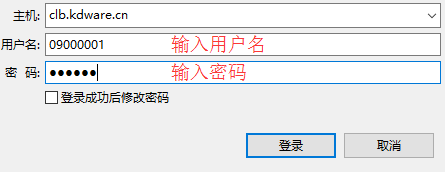 主机: clb.kdware.cn
用户名: 09000001 输入用户名
密 码: ●●●●●● 输入密码
登录成功后修改密码
登录 取消